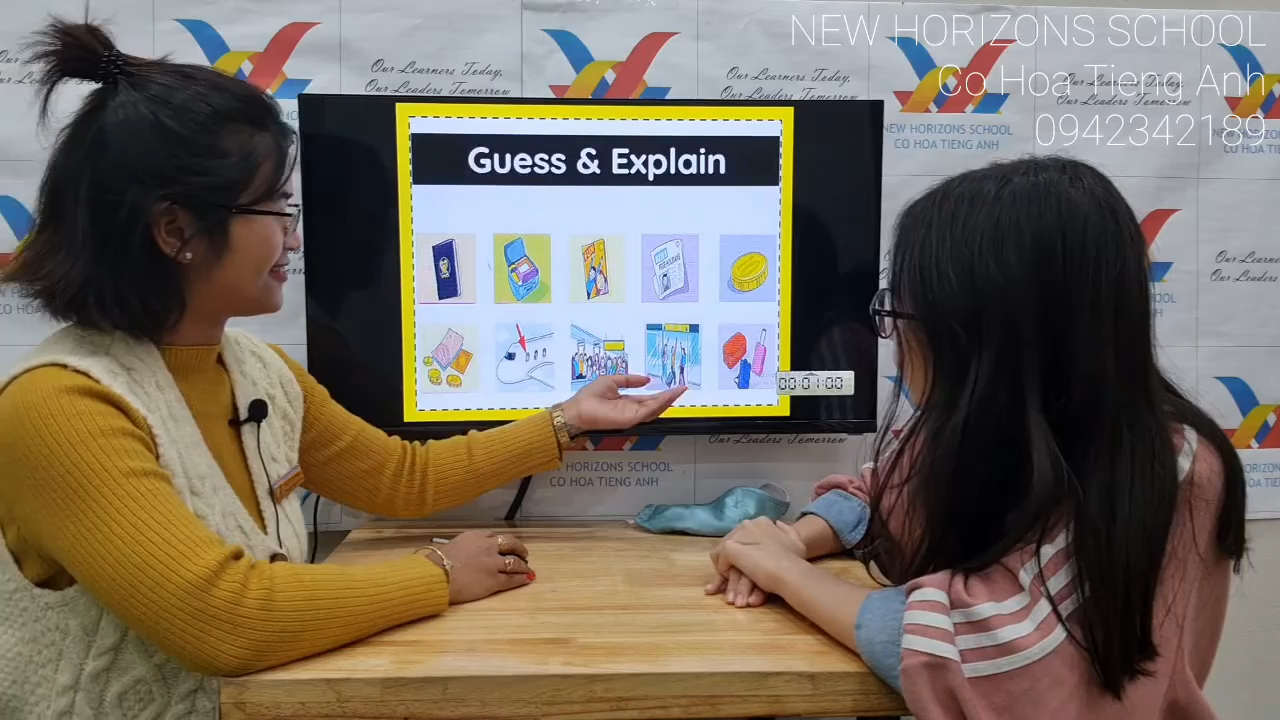 NEW HORIZONS SCHOOL
Co Hoa Tieng Anh
0942342189
Our Learners Today,
Our Leaders Tomorrow
Our Learners Today,
Our Leaders Tomorrow
NEW HORIZONS SCHOOL
CO HOA TIENG ANH
Guess & Explain
00:01:00
Our Leaders Tomorrow
HORIZONS SCHOOL
CO HOA TIENG ANH